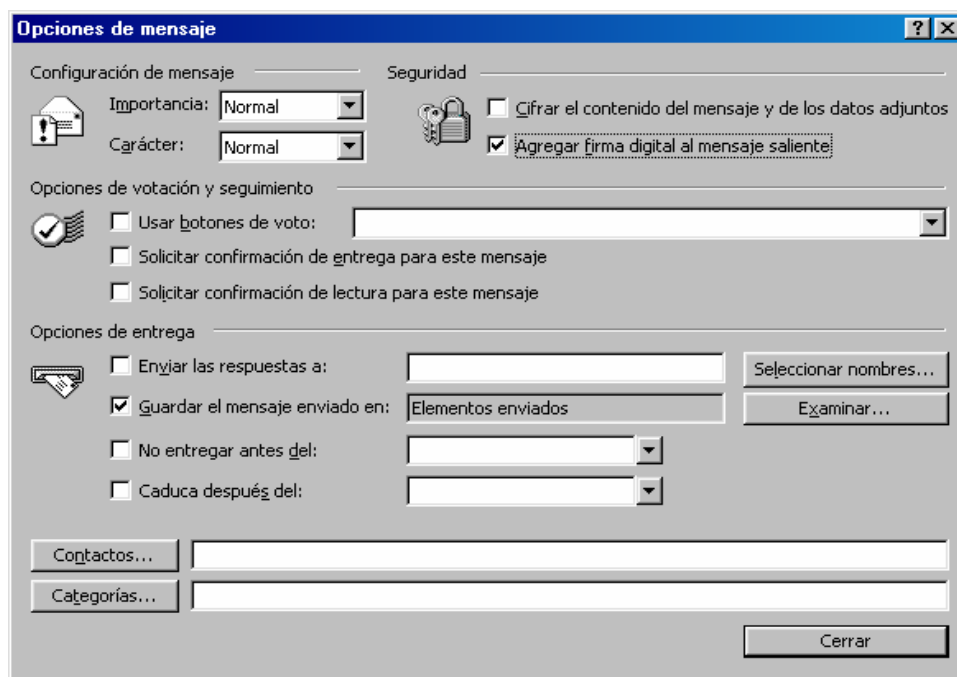 Opciones de mensaje
Configuración de mensaje
Seguridad
Importancia: Normal
Cifrar el contenido del mensaje y de los datos adjuntos
Carácter: Normal
Agregar firma digital al mensaje saliente
Opciones de votación y seguimiento
Usar botones de voto:
Solicitar confirmación de entrega para este mensaje
Solicitar confirmación de lectura para este mensaje
Opciones de entrega
Enviar las respuestas a:
Seleccionar nombres...
Guardar el mensaje enviado en: Elementos enviados
Examinar...
No entregar antes del:
Caduca después del:
Contactos...
Categorías...
Cerrar